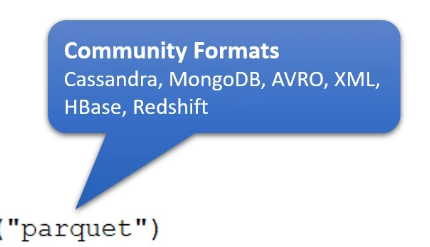 Community Formats
Cassandra, MongoDB, AVRO, XML,
HBase, Redshift
("parquet")